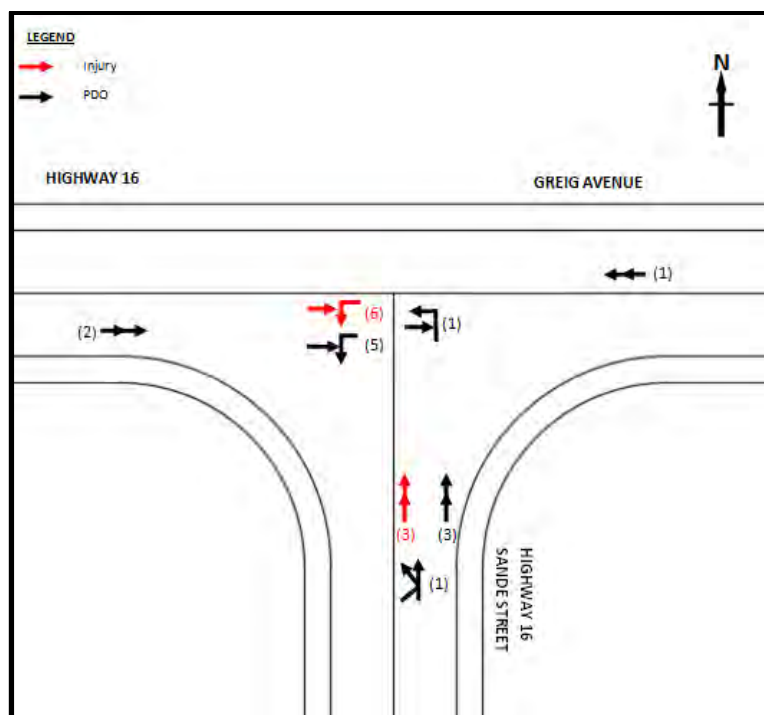 LEGEND
Injury
PDO
N
HIGHWAY 16
GREIG AVENUE
(1)
(6)
(2)
(1)
(5)
(3)
(3)
(1)
HIGHWAY 16
SANDE STREET